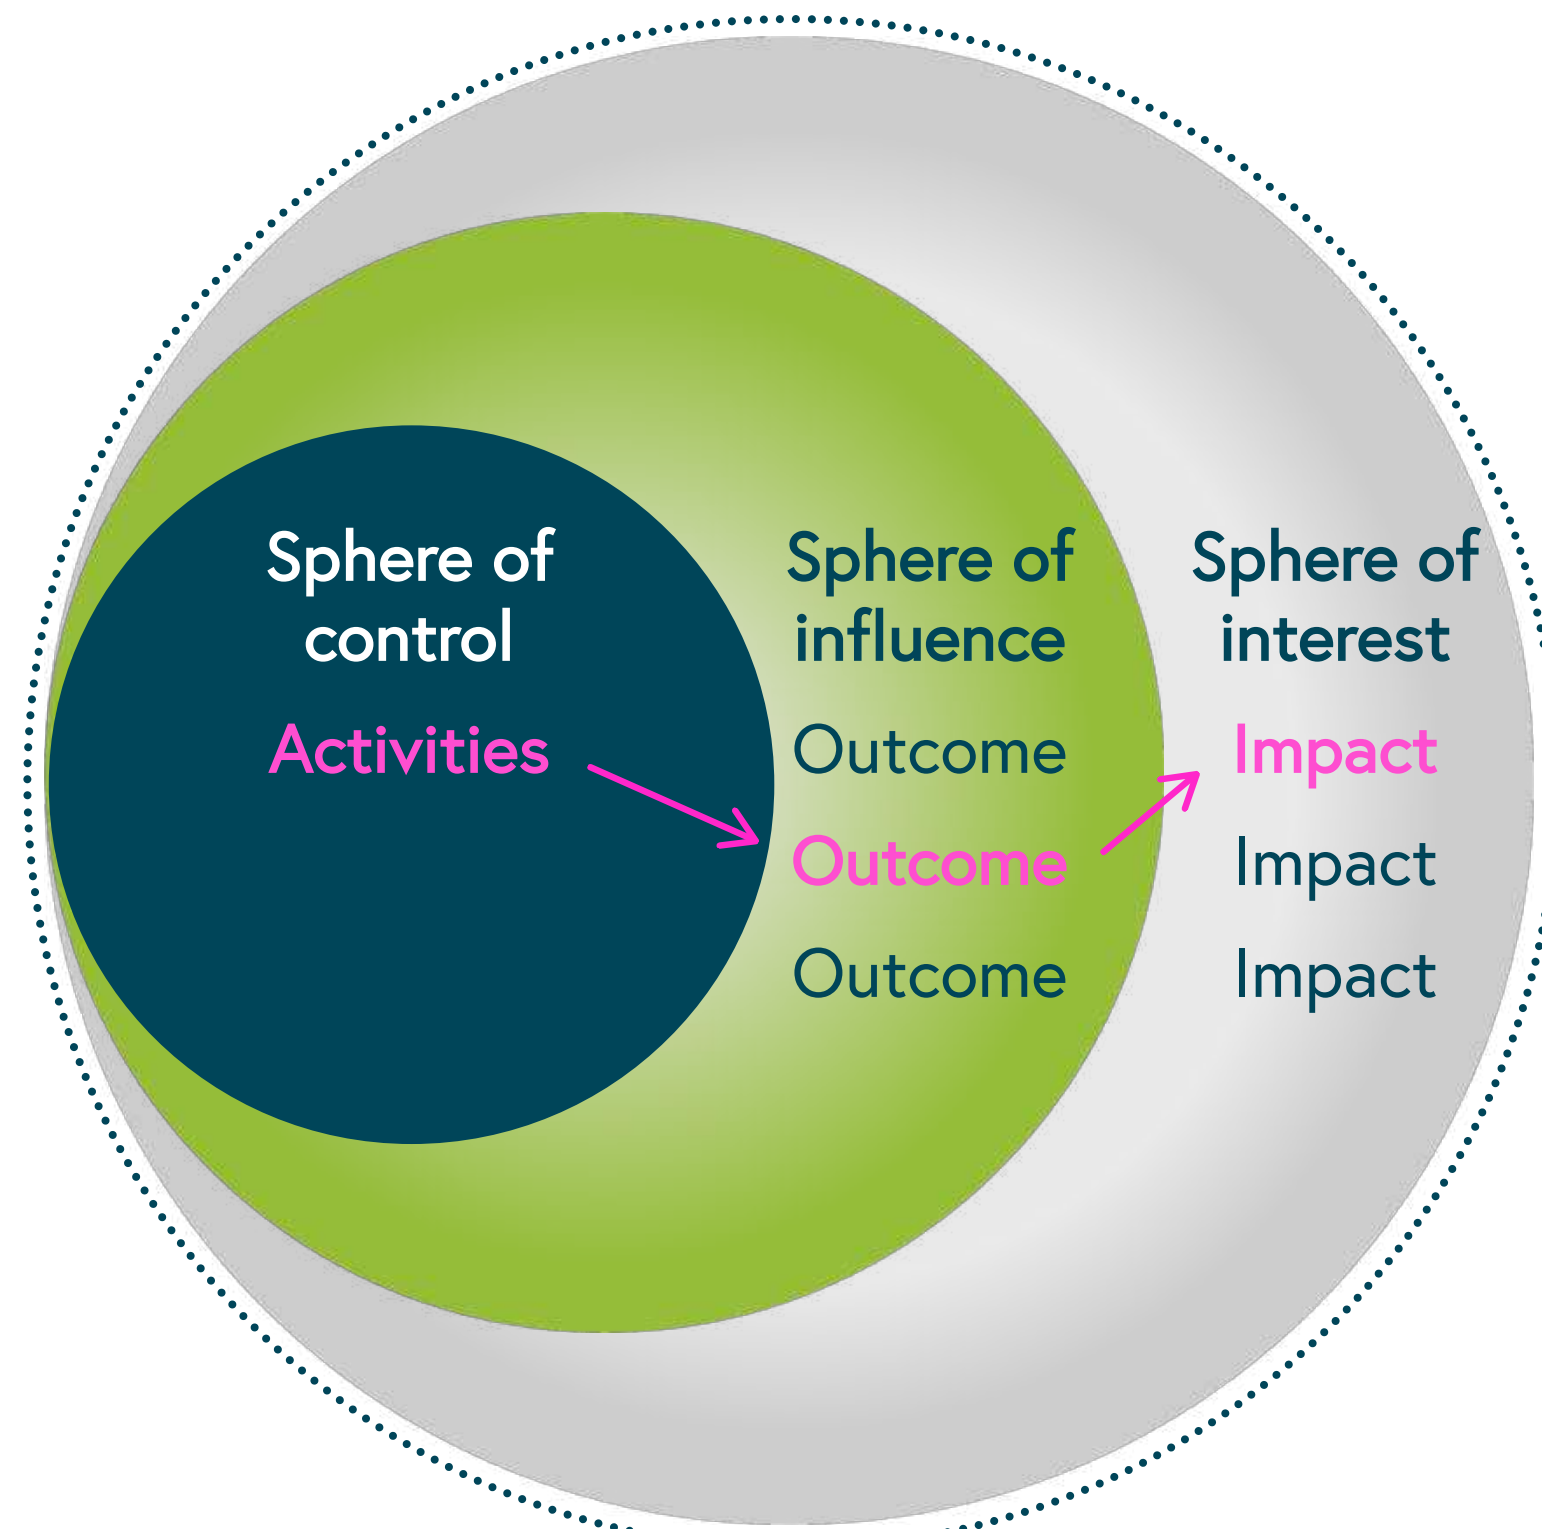 Sphere of
control
Activities
Sphere of
influence
Outcome
Outcome
Outcome
Sphere of
interest
Impact
Impact
Impact